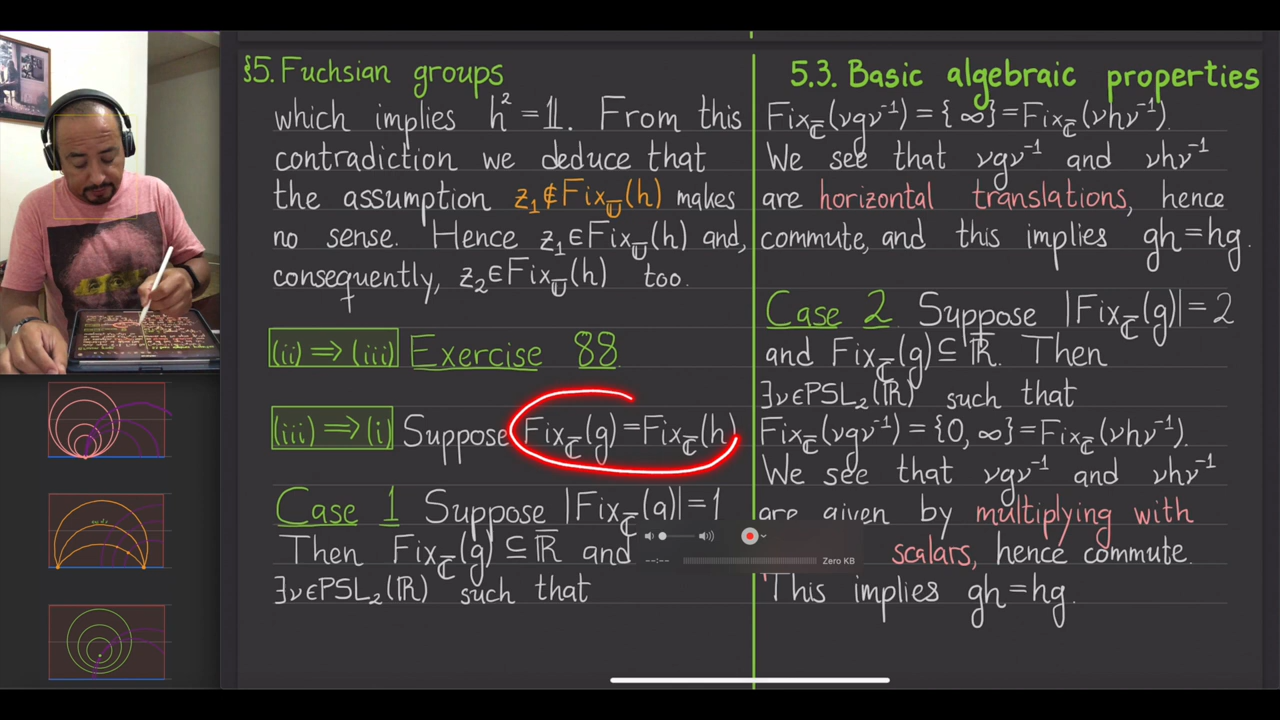 §5. Fuchsian groups
which implies h² = 𝟙. From this
contradiction we deduce that
the assumption z₁∉Fix_U̅(h) makes
no sense. Hence z₁∈Fix_U̅(h) and,
consequently, z₂∈Fix_U̅(h) too.
(ii) ⟹ (iii) Exercise 88
(iii) ⟹ (i) Suppose Fix_ℂ̅(g) = Fix_ℂ̅(h)
Case 1 Suppose |Fix_ℂ̅(g)| = 1
Then Fix_ℂ̅(g) ⊆ ℝ̅ and
∃ν∈PSL₂(ℝ) such that
5.3. Basic algebraic properties
Fix_ℂ̅(νgν⁻¹) = {∞} = Fix_ℂ̅(νhν⁻¹).
We see that νgν⁻¹ and νhν⁻¹
are horizontal translations, hence
commute, and this implies gh = hg.
Case 2 Suppose |Fix_ℂ̅(g)| = 2
and Fix_ℂ̅(g) ⊆ ℝ̅. Then
∃ν∈PSL₂(ℝ) such that
Fix_ℂ̅(νgν⁻¹) = {0, ∞} = Fix_ℂ̅(νhν⁻¹).
We see that νgν⁻¹ and νhν⁻¹
are given by multiplying with
scalars, hence commute.
This implies gh = hg.
--:-- Zero KB